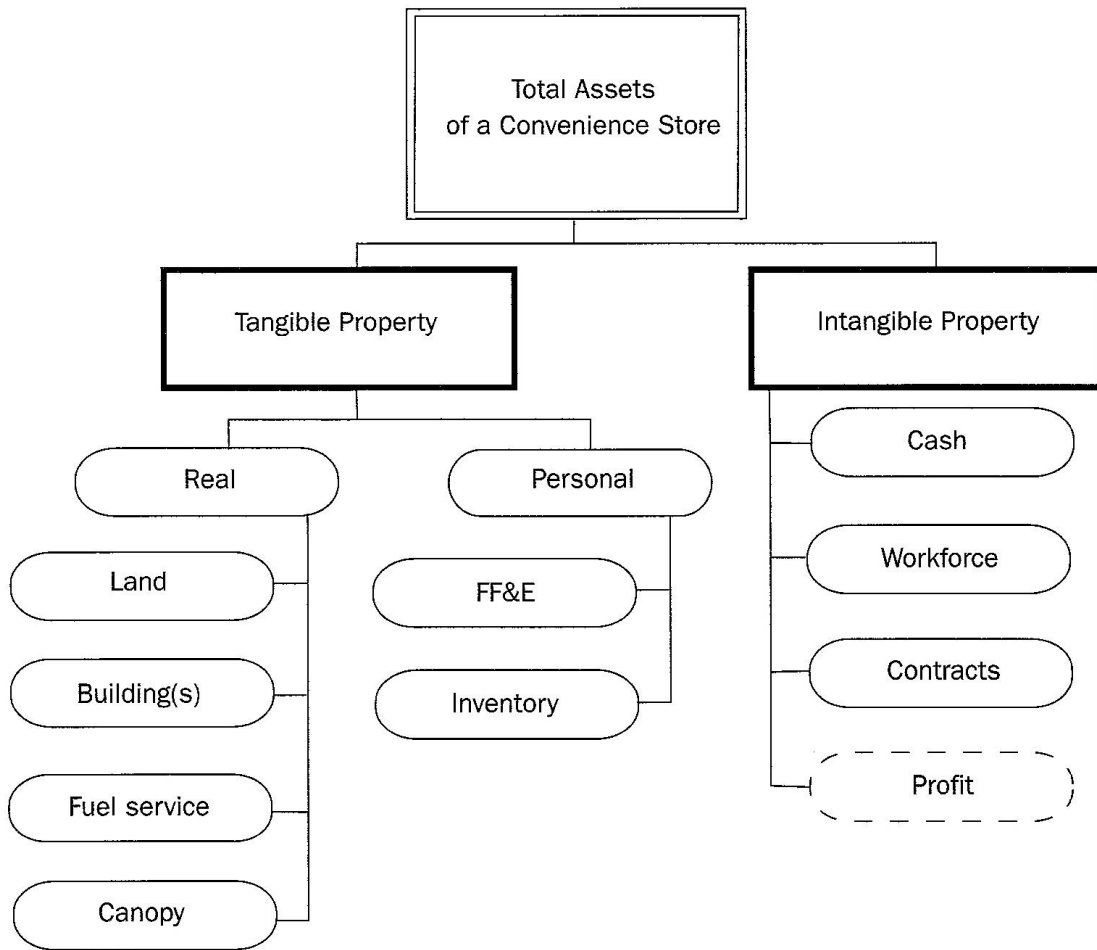 Total Assets
of a Convenience Store
Tangible Property
Intangible Property
Real
Personal
Cash
Land
FF&E
Workforce
Building(s)
Inventory
Contracts
Fuel service
Profit
Canopy